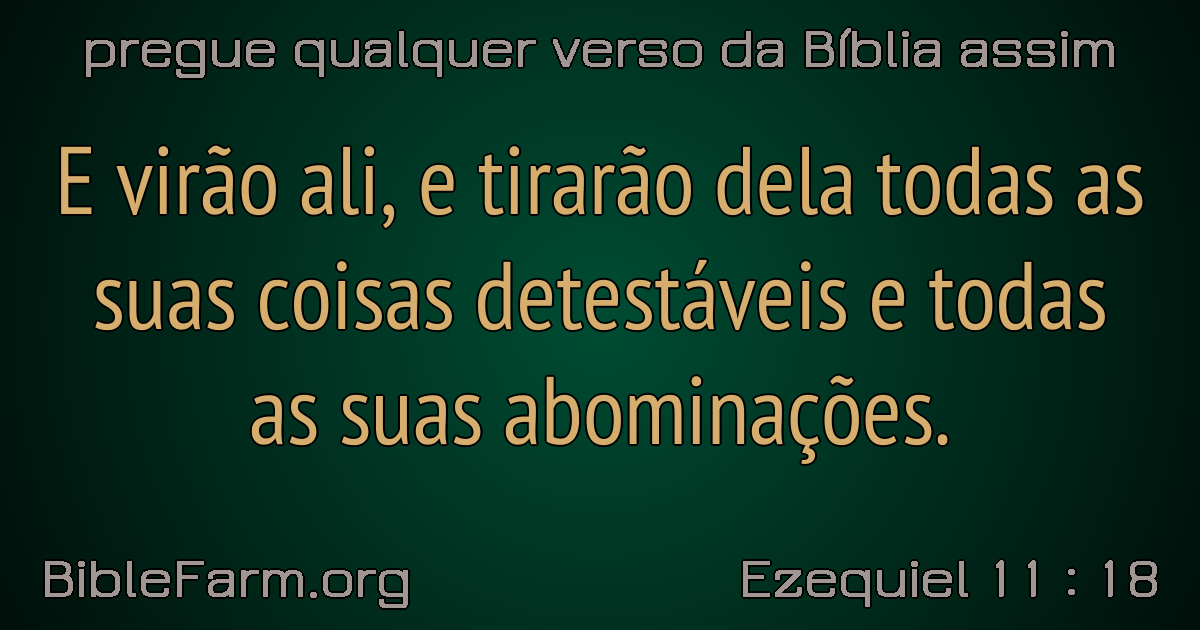 pregue qualquer verso da Bíblia assim
E virão ali, e tirarão dela todas as
suas coisas detestáveis e todas
as suas abominações.
BibleFarm.org
Ezequiel 11 : 18